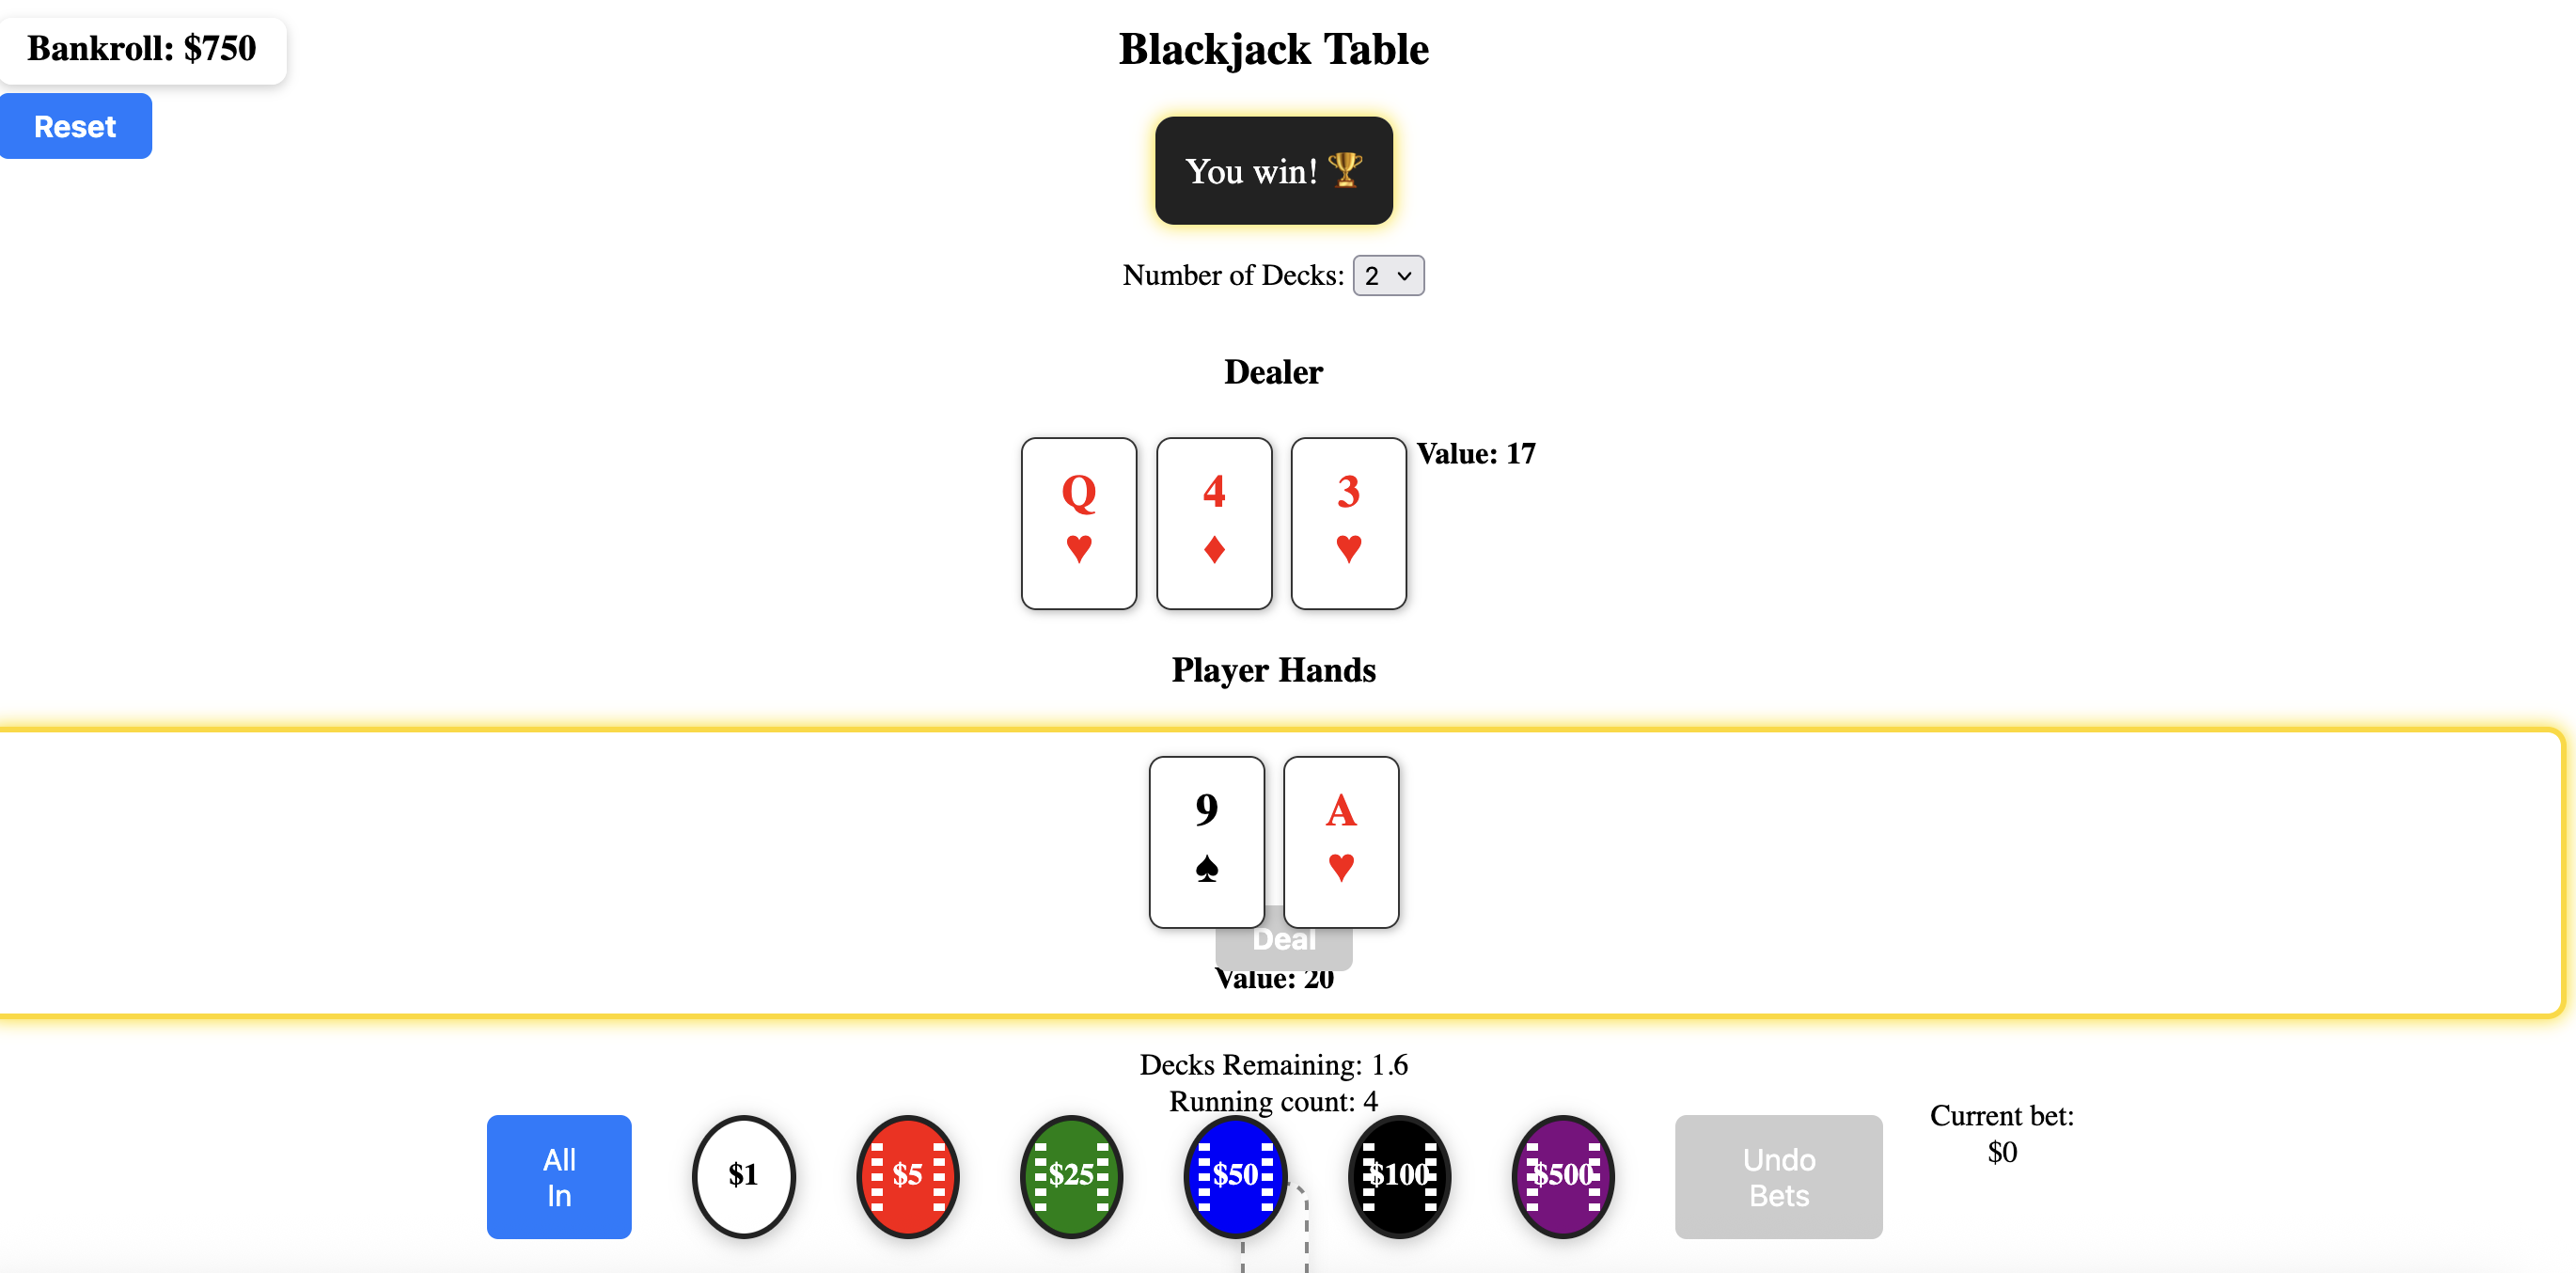 Bankroll: $750
Blackjack Table
Reset
You win! 🏆
Number of Decks: 2
Dealer
Q♥ 4♦ 3♥ Value: 17
Player Hands
9♠ A♥
Deal
Value: 20
Decks Remaining: 1.6
Running count: 4
All
In
$1 $5 $25 $50 $100 $500
Undo
Bets
Current bet:
$0